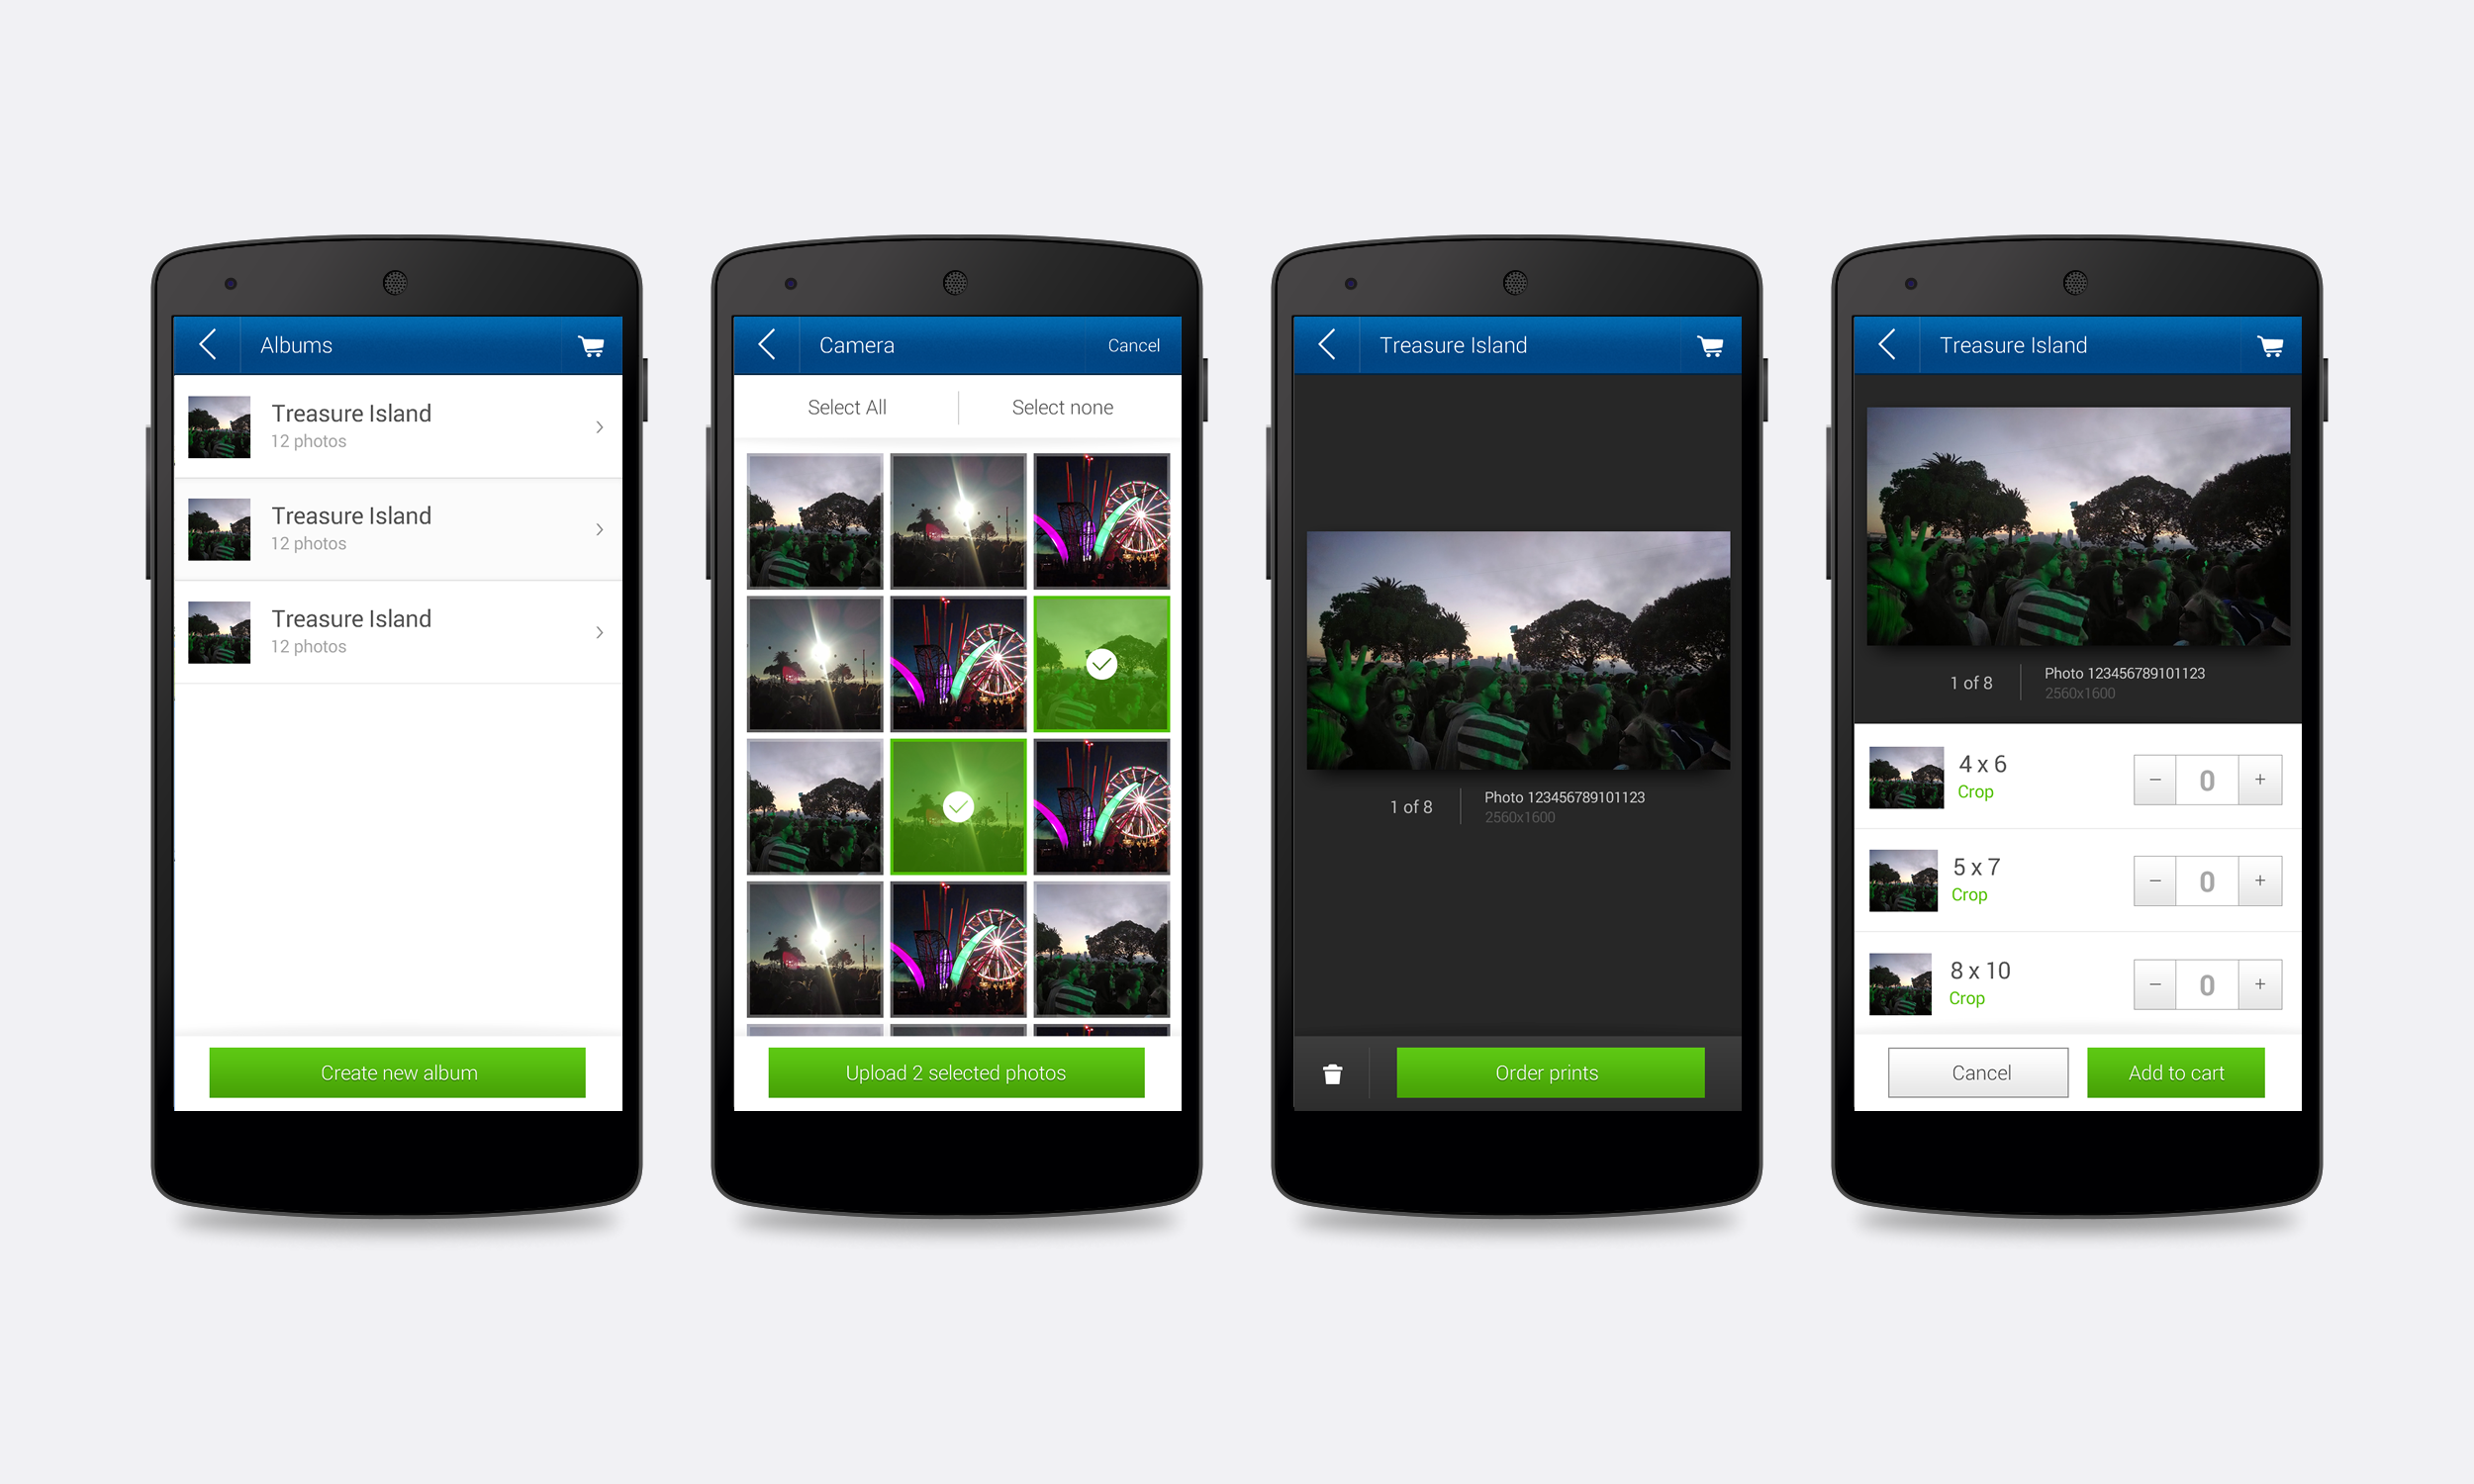 Albums
Treasure Island
12 photos
Treasure Island
12 photos
Treasure Island
12 photos
Create new album
Camera
Cancel
Select All
Select none
Upload 2 selected photos
Treasure Island
1 of 8
Photo 123456789101123
2560x1600
Order prints
Treasure Island
1 of 8
Photo 123456789101123
2560x1600
4 x 6
Crop
− 0 +
5 x 7
Crop
− 0 +
8 x 10
Crop
− 0 +
Cancel
Add to cart